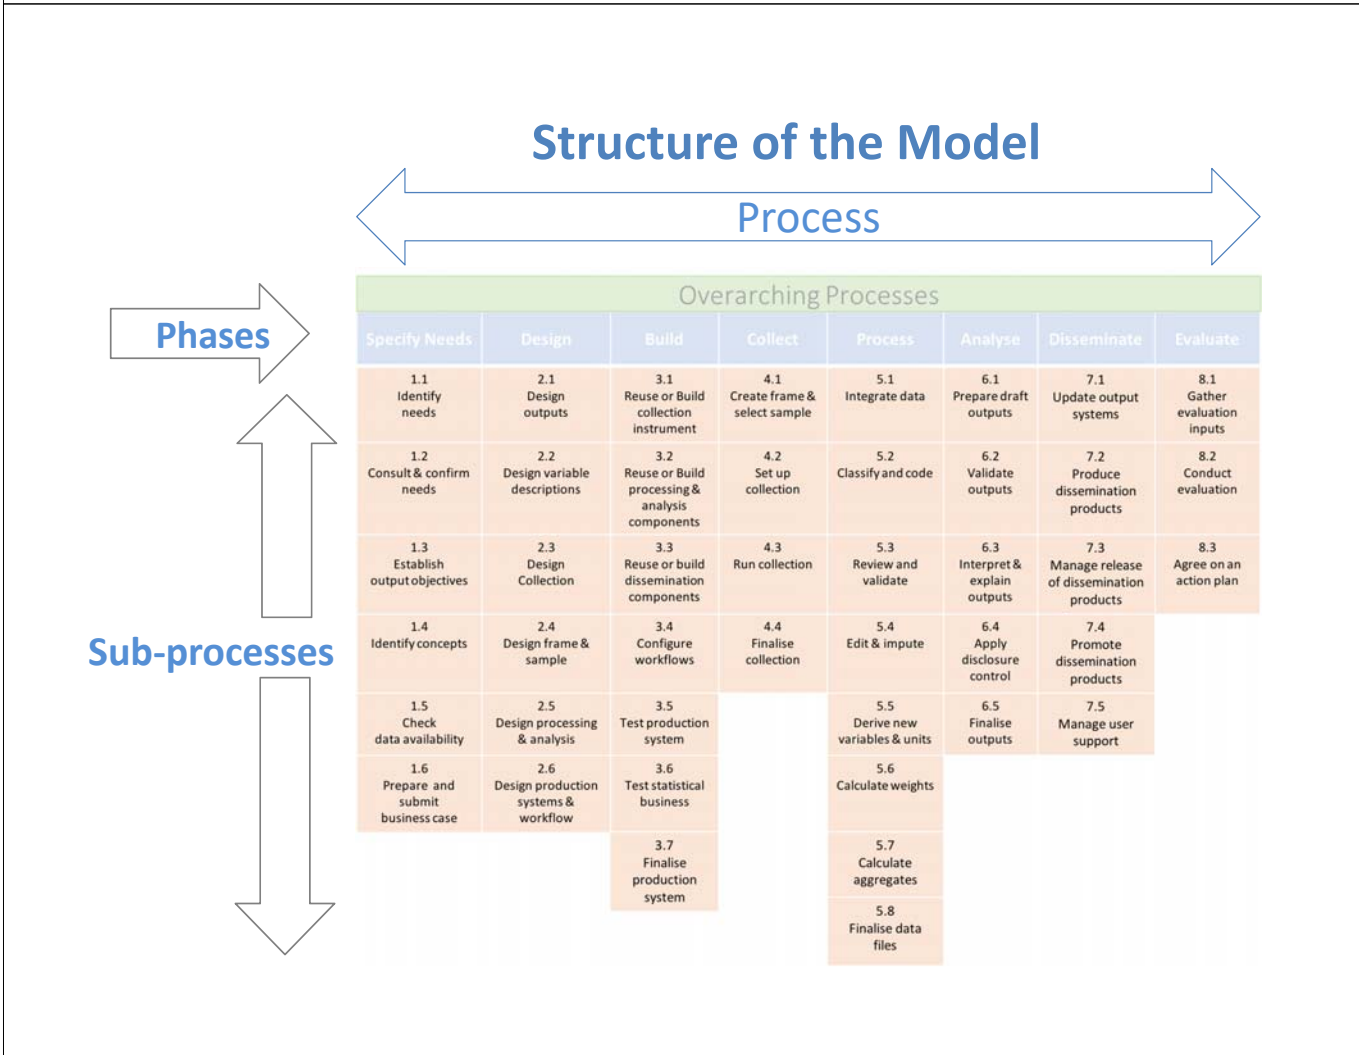 Structure of the Model
Process
Overarching Processes
Phases
Specify Needs
Design
Build
Collect
Process
Analyse
Disseminate
Evaluate
1.1
Identify
needs
2.1
Design
outputs
3.1
Reuse or Build
collection
instrument
4.1
Create frame &
select sample
5.1
Integrate data
6.1
Prepare draft
outputs
7.1
Update output
systems
8.1
Gather
evaluation
inputs
1.2
Consult & confirm
needs
2.2
Design variable
descriptions
3.2
Reuse or Build
processing &
analysis
components
4.2
Set up
collection
5.2
Classify and code
6.2
Validate
outputs
7.2
Produce
dissemination
products
8.2
Conduct
evaluation
1.3
Establish
output objectives
2.3
Design
Collection
3.3
Reuse or build
dissemination
components
4.3
Run collection
5.3
Review and
validate
6.3
Interpret &
explain
outputs
7.3
Manage release
of dissemination
products
8.3
Agree on an
action plan
Sub-processes
1.4
Identify concepts
2.4
Design frame &
sample
3.4
Configure
workflows
4.4
Finalise
collection
5.4
Edit & impute
6.4
Apply
disclosure
control
7.4
Promote
dissemination
products
1.5
Check
data availability
2.5
Design processing
& analysis
3.5
Test production
system
5.5
Derive new
variables & units
6.5
Finalise
outputs
7.5
Manage user
support
1.6
Prepare and
submit
business case
2.6
Design production
systems &
workflow
3.6
Test statistical
business
5.6
Calculate weights
3.7
Finalise
production
system
5.7
Calculate
aggregates
5.8
Finalise data
files